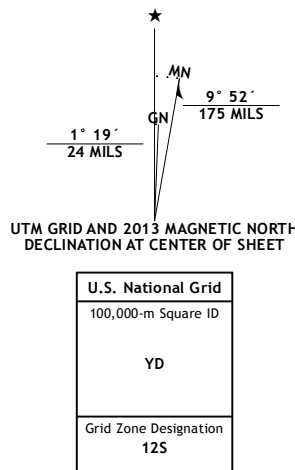 MN
GN
9° 52´
175 MILS
1° 19´
24 MILS
UTM GRID AND 2013 MAGNETIC NORTH
DECLINATION AT CENTER OF SHEET
U.S. National Grid
100,000-m Square ID
YD
Grid Zone Designation
12S